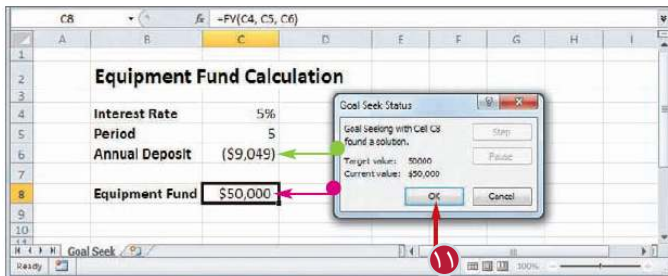 C8
fx =FV(C4, C5, C6)
A B C D E F G H I
1
2 Equipment Fund Calculation
3
4 Interest Rate 5%
5 Period 5
6 Annual Deposit ($9,049)
7
8 Equipment Fund $50,000
9
10
Goal Seek Status
Goal Seeking with Cell C8
found a solution.
Target value: 50000
Current value: $50,000
Step
Pause
OK
Cancel
۱۱
Goal Seek
Ready
100%